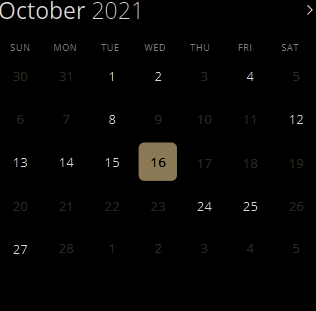 October 2021
SUN MON TUE WED THU FRI SAT
30 31 1 2 3 4 5
6 7 8 9 10 11 12
13 14 15 16 17 18 19
20 21 22 23 24 25 26
27 28 1 2 3 4 5